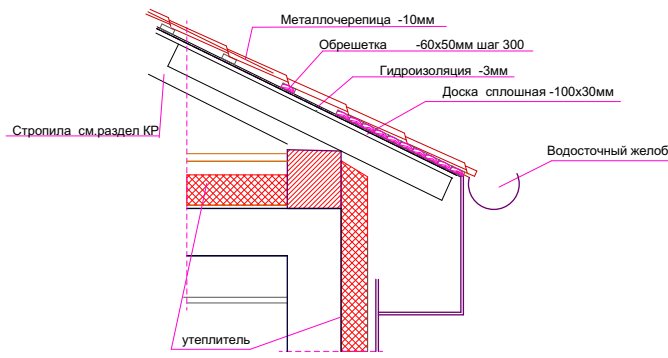 Металлочерепица -10мм
Обрешетка -60х50мм шаг 300
Гидроизоляция -3мм
Доска сплошная -100х30мм
Стропила см.раздел КР
Водосточный желоб
утеплитель